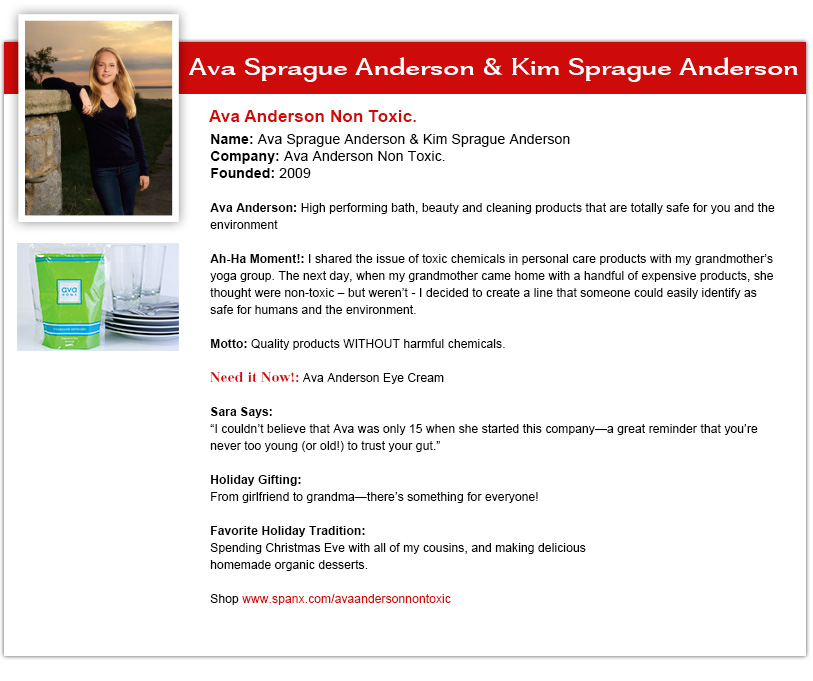 Ava Sprague Anderson & Kim Sprague Anderson
Ava Anderson Non Toxic.
Name: Ava Sprague Anderson & Kim Sprague Anderson
Company: Ava Anderson Non Toxic.
Founded: 2009
Ava Anderson: High performing bath, beauty and cleaning products that are totally safe for you and the
environment
Ah-Ha Moment!: I shared the issue of toxic chemicals in personal care products with my grandmother’s
yoga group. The next day, when my grandmother came home with a handful of expensive products, she
thought were non-toxic – but weren’t - I decided to create a line that someone could easily identify as
safe for humans and the environment.
Motto: Quality products WITHOUT harmful chemicals.
Need it Now!: Ava Anderson Eye Cream
Sara Says:
“I couldn’t believe that Ava was only 15 when she started this company—a great reminder that you’re
never too young (or old!) to trust your gut.”
Holiday Gifting:
From girlfriend to grandma—there’s something for everyone!
Favorite Holiday Tradition:
Spending Christmas Eve with all of my cousins, and making delicious
homemade organic desserts.
Shop www.spanx.com/avaandersonnontoxic
ava
HOME